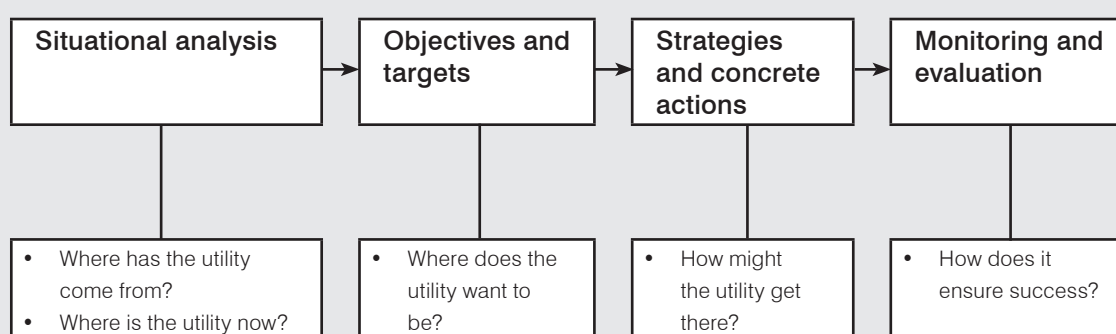 Situational analysis
Objectives and
targets
Strategies
and concrete
actions
Monitoring and
evaluation
• Where has the utility
come from?
• Where is the utility now?
• Where does the
utility want to
be?
• How might
the utility get
there?
• How does it
ensure success?